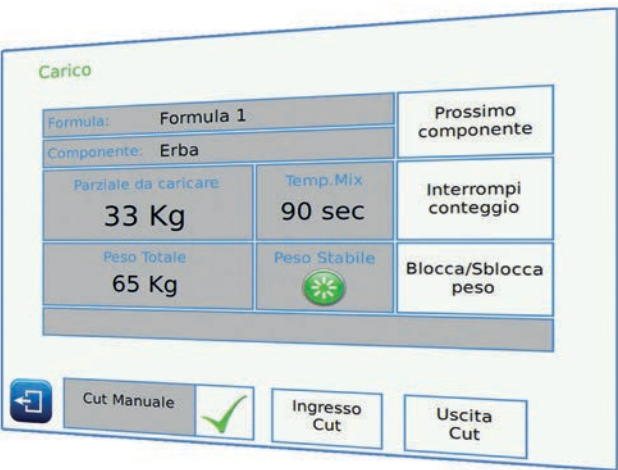 Carico
Formula: Formula 1
Prossimo
componente
Componente: Erba
Parziale da caricare
Temp.Mix
33 Kg
90 sec
Interrompi
conteggio
Peso Totale
Peso Stabile
65 Kg
Blocca/Sblocca
peso
Cut Manuale
Ingresso
Cut
Uscita
Cut